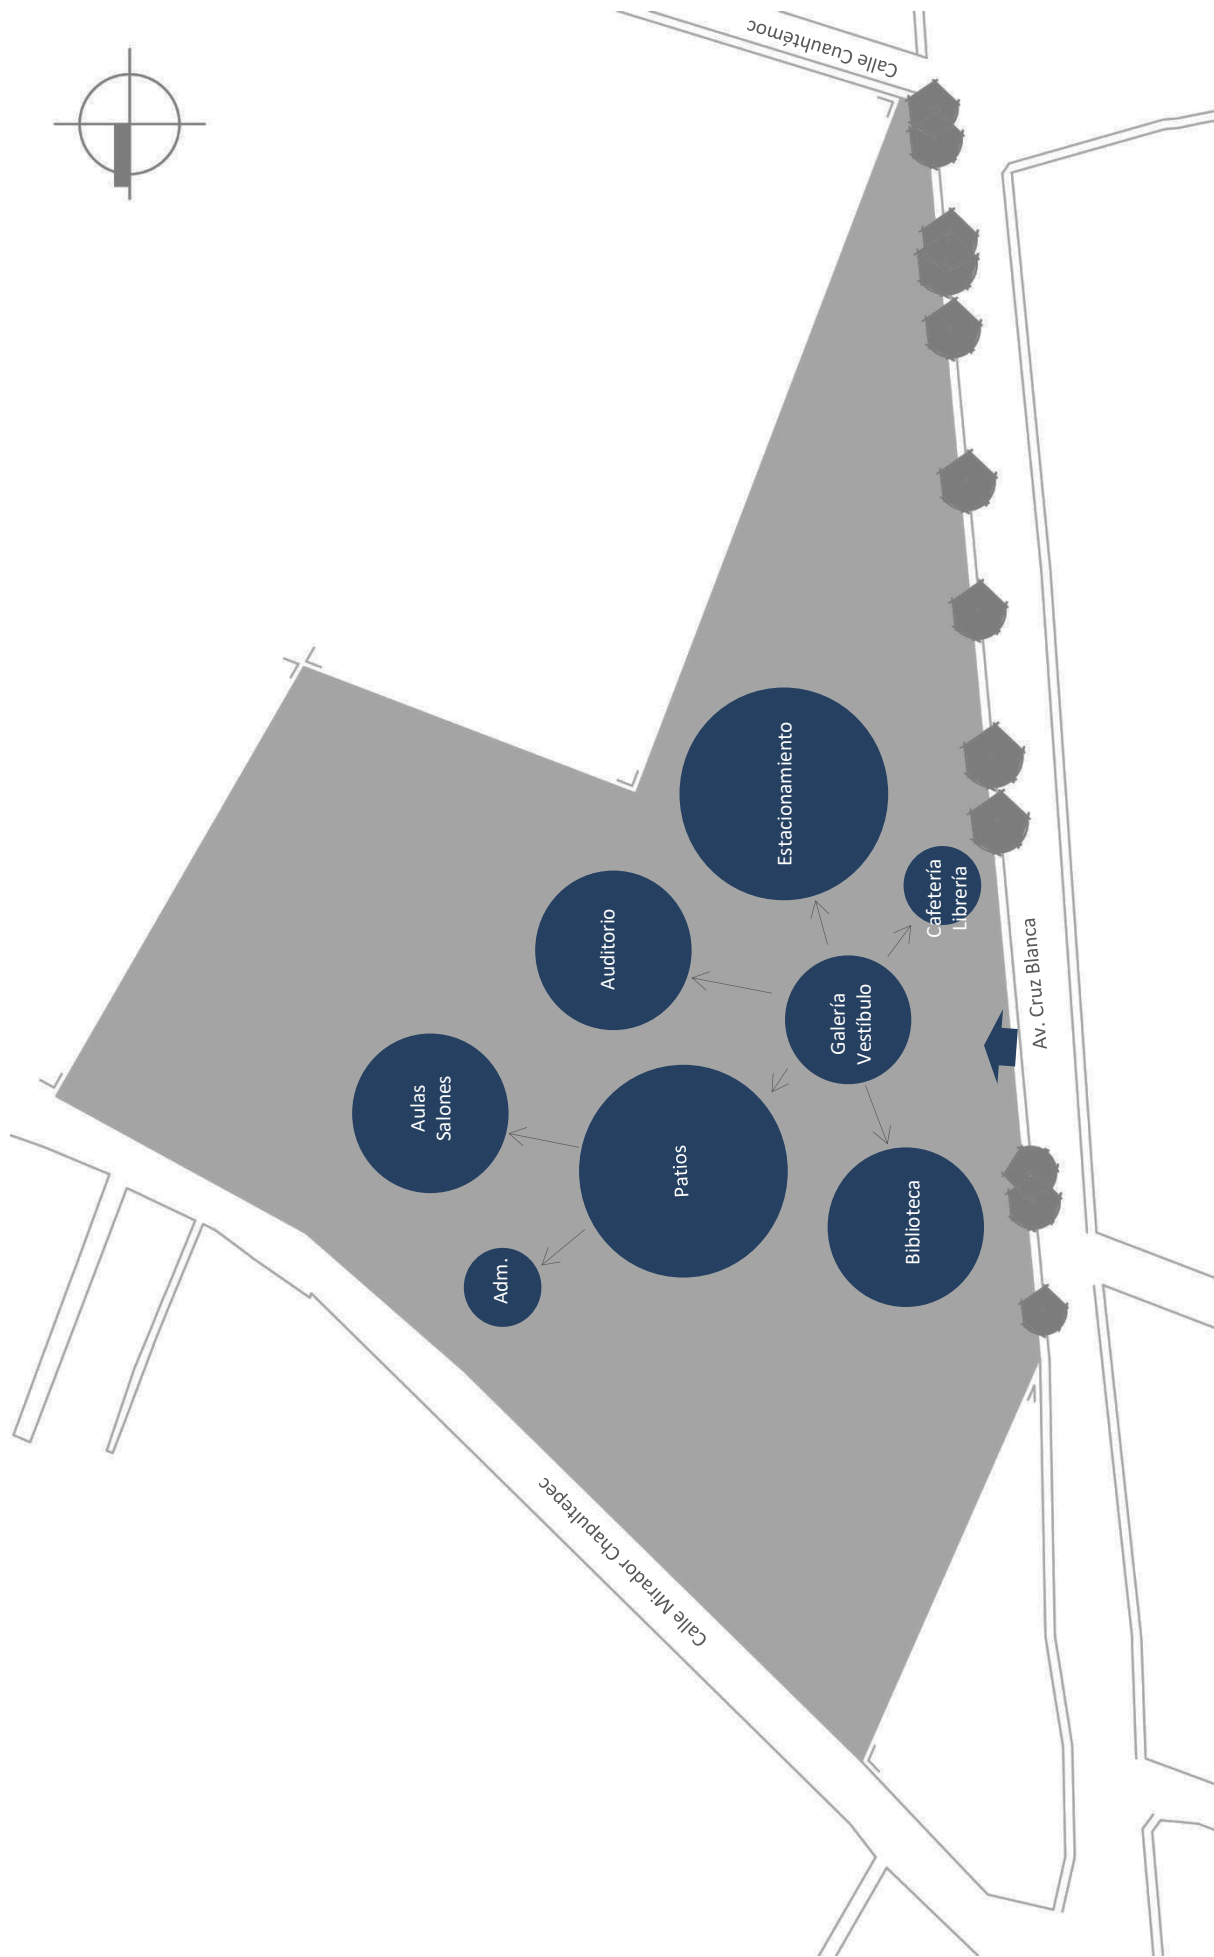 Calle Cuauhtémoc
Estacionamiento
Cafetería
Librería
Auditorio
Galería
Vestíbulo
Av. Cruz Blanca
Aulas
Salones
Patios
Biblioteca
Adm.
Calle Mirador Chapultepec